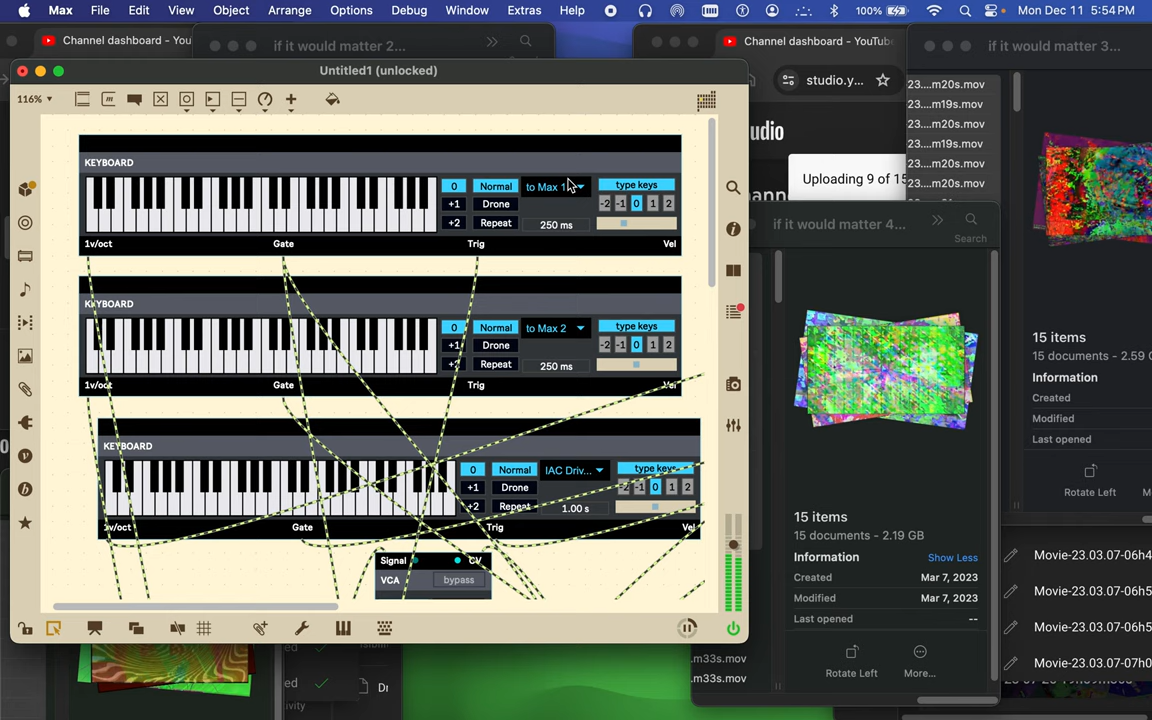 Max File Edit View Object Arrange Options Debug Window Extras Help 100% Mon Dec 11 5:54 PM
Channel dashboard - You
if it would matter 2...
Channel dashboard - YouTube
if it would matter 3...
Untitled1 (unlocked)
studio.y...
116%
23....m20s.mov
23....m19s.mov
23....m20s.mov
23....m19s.mov
23....m20s.mov
23....m20s.mov
udio
Uploading 9 of 15
KEYBOARD
0 Normal to Max 1 type keys
+1 Drone -2 -1 0 1 2
+2 Repeat 250 ms
1v/oct Gate Trig Vel
KEYBOARD
0 Normal to Max 2 type keys
+1 Drone -2 -1 0 1 2
+2 Repeat 250 ms
1v/oct Gate Trig Vel
KEYBOARD
0 Normal IAC Driv... type keys
+1 Drone -2 -1 0 1 2
+2 Repeat 1.00 s
1v/oct Gate Trig Vel
Signal CV
VCA bypass
if it would matter 4...
Search
15 items
15 documents - 2.19 GB
Information Show Less
Created Mar 7, 2023
Modified Mar 7, 2023
Last opened --
Rotate Left More...
15 items
15 documents - 2.59 G
Information
Created
Modified
Last opened
Rotate Left
Movie-23.03.07-06h4
Movie-23.03.07-06h5
Movie-23.03.07-06h5
Movie-23.03.07-07h0
.m33s.mov
.m33s.mov